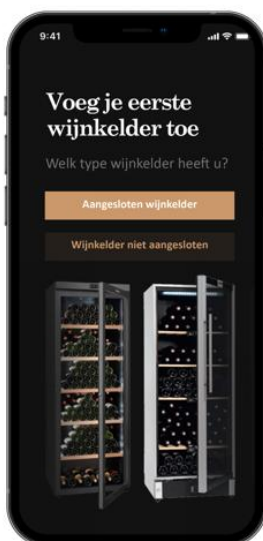 9:41
Voeg je eerste
wijnkelder toe
Welk type wijnkelder heeft u?
Aangesloten wijnkelder
Wijnkelder niet aangesloten